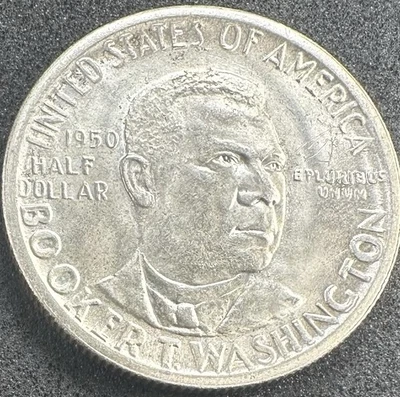 UNITED STATES OF AMERICA
1950
HALF
DOLLAR
E PLURIBUS
UNUM
BOOKER T. WASHINGTON